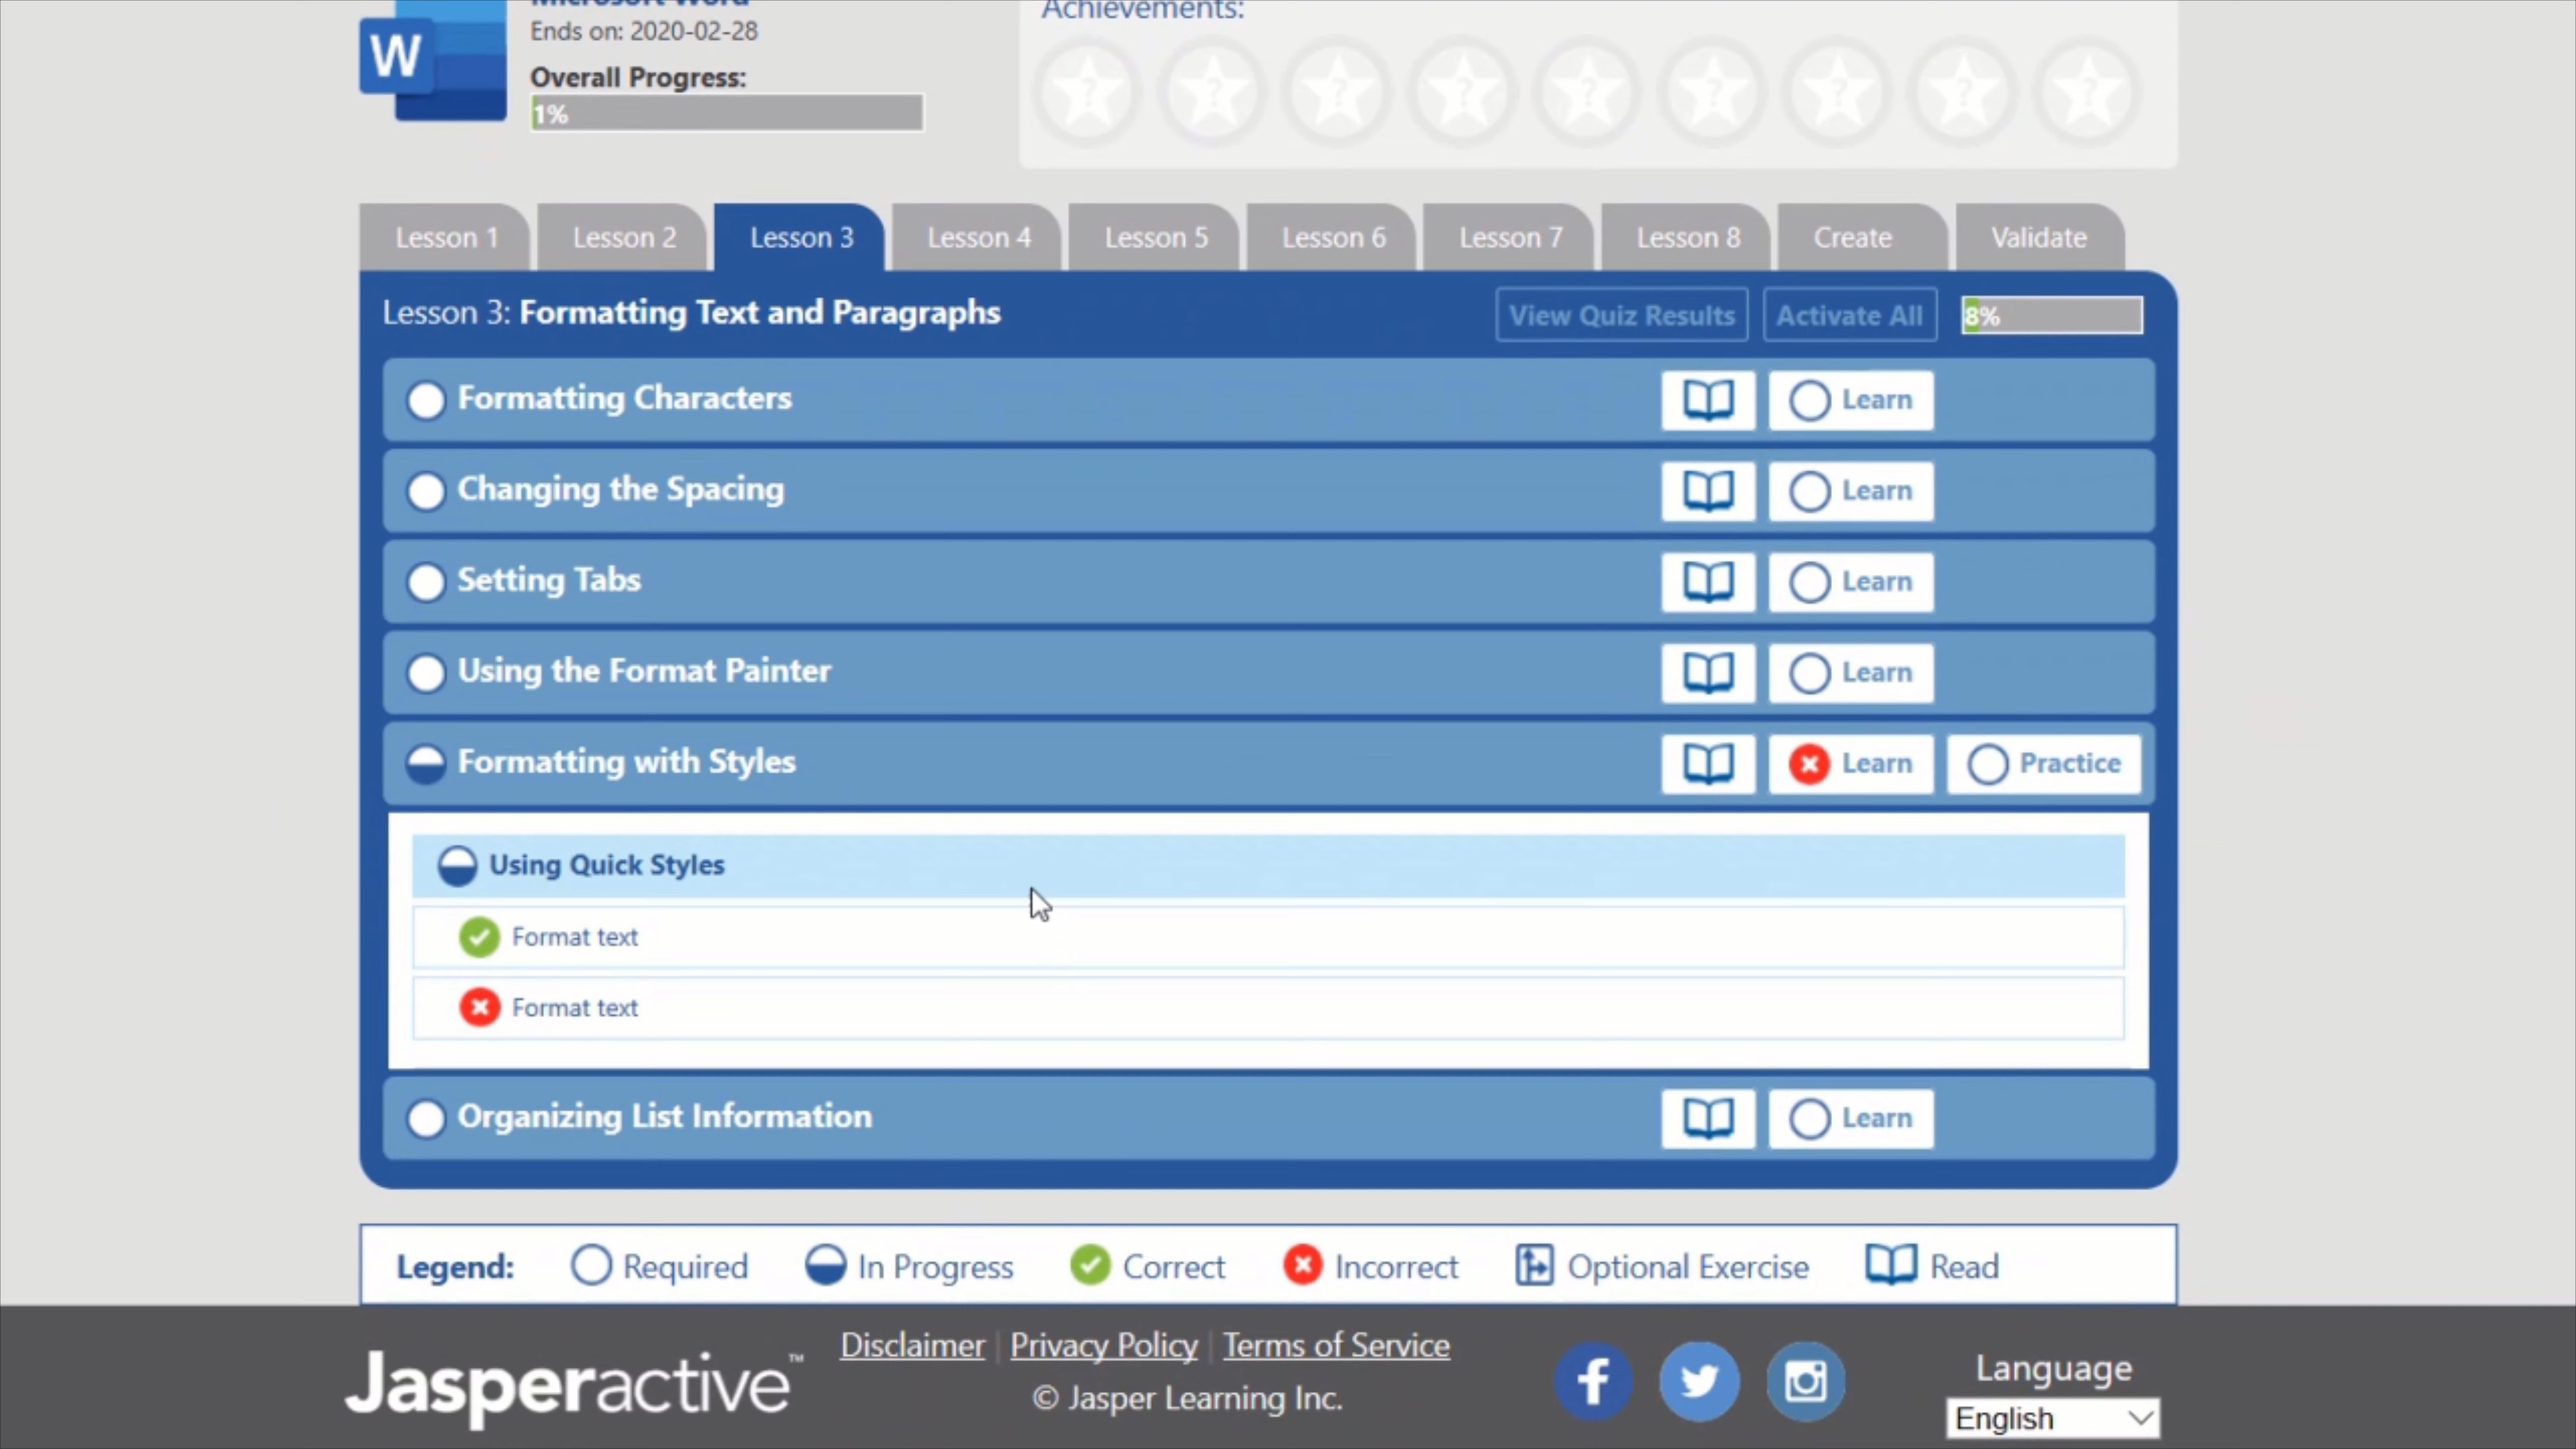 Microsoft Word
Achievements:
Ends on: 2020-02-28
W
Overall Progress:
1%
Lesson 1
Lesson 2
Lesson 3
Lesson 4
Lesson 5
Lesson 6
Lesson 7
Lesson 8
Create
Validate
Lesson 3: Formatting Text and Paragraphs
View Quiz Results
Activate All
8%
Formatting Characters
Learn
Changing the Spacing
Learn
Setting Tabs
Learn
Using the Format Painter
Learn
Formatting with Styles
Learn
Practice
Using Quick Styles
Format text
Format text
Organizing List Information
Learn
Legend:
Required
In Progress
Correct
Incorrect
Optional Exercise
Read
Jasperactive™
Disclaimer | Privacy Policy | Terms of Service
© Jasper Learning Inc.
Language
English